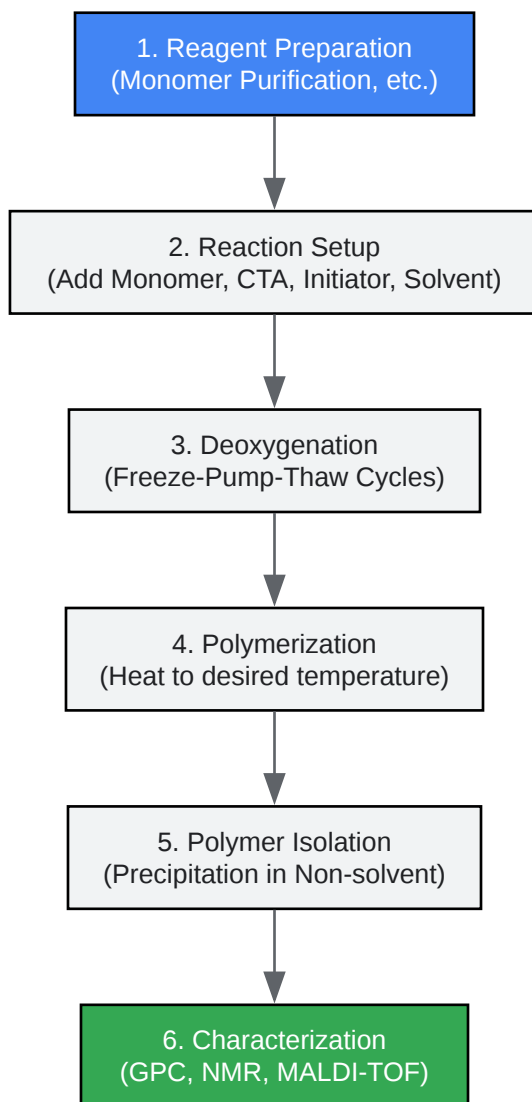 1. Reagent Preparation
(Monomer Purification, etc.)
2. Reaction Setup
(Add Monomer, CTA, Initiator, Solvent)
3. Deoxygenation
(Freeze-Pump-Thaw Cycles)
4. Polymerization
(Heat to desired temperature)
5. Polymer Isolation
(Precipitation in Non-solvent)
6. Characterization
(GPC, NMR, MALDI-TOF)